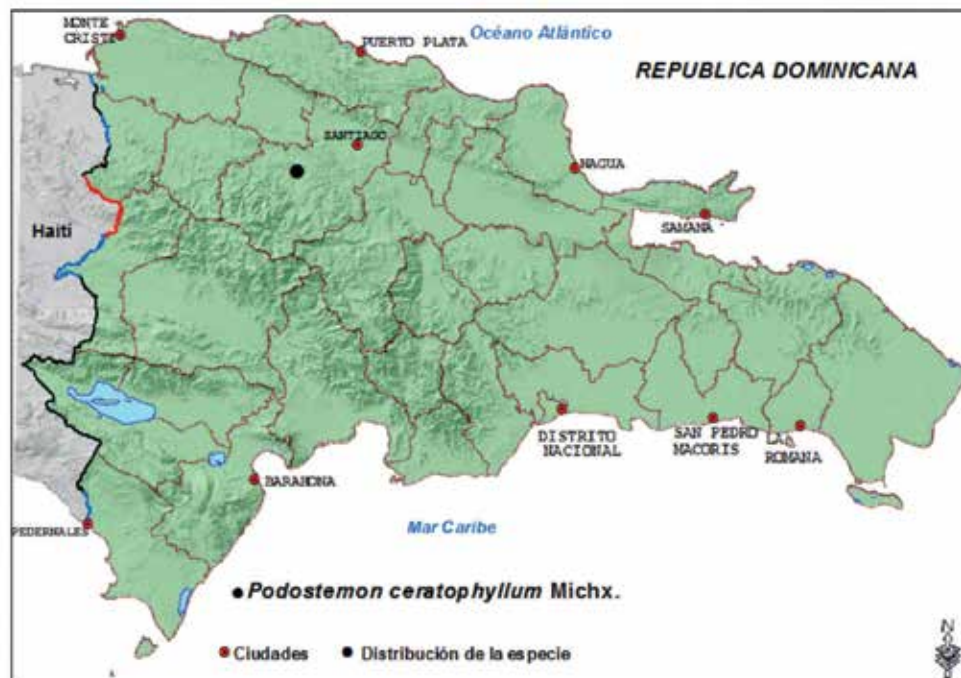 MONTE
CRISTI
PUERTO PLATA
Océano Atlántico
REPUBLICA DOMINICANA
SANTIAGO
NAGUA
SAMANA
Haití
DISTRITO
NACIONAL
SAN PEDRO
MACORIS
LA
ROMANA
BARAHONA
PEDERNALES
Mar Caribe
Podostemon ceratophyllum Michx.
Ciudades
Distribución de la especie
N